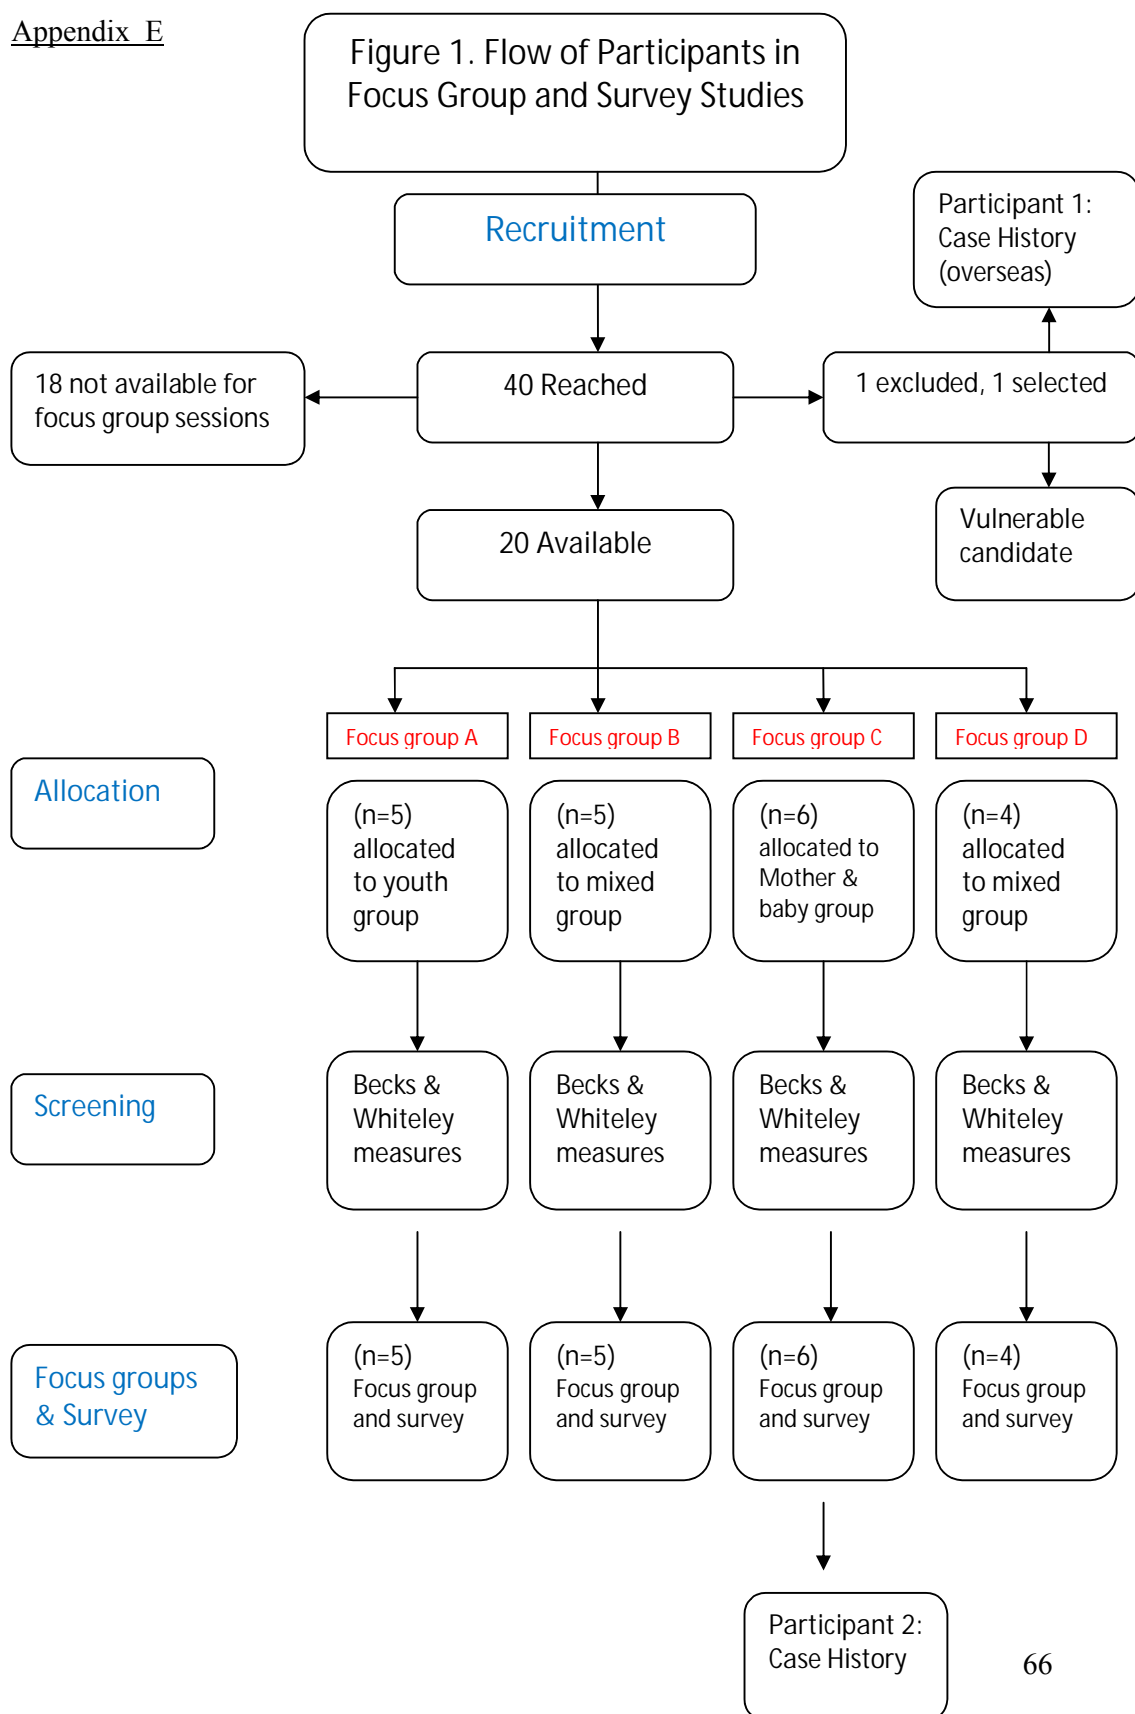 Appendix E
Figure 1. Flow of Participants in
Focus Group and Survey Studies
Recruitment
Participant 1:
Case History
(overseas)
18 not available for
focus group sessions
40 Reached
1 excluded, 1 selected
20 Available
Vulnerable
candidate
Focus group A
Focus group B
Focus group C
Focus group D
Allocation
(n=5)
allocated
to youth
group
(n=5)
allocated
to mixed
group
(n=6)
allocated to
Mother &
baby group
(n=4)
allocated
to mixed
group
Screening
Becks &
Whiteley
measures
Becks &
Whiteley
measures
Becks &
Whiteley
measures
Becks &
Whiteley
measures
Focus groups
& Survey
(n=5)
Focus group
and survey
(n=5)
Focus group
and survey
(n=6)
Focus group
and survey
(n=4)
Focus group
and survey
Participant 2:
Case History
66